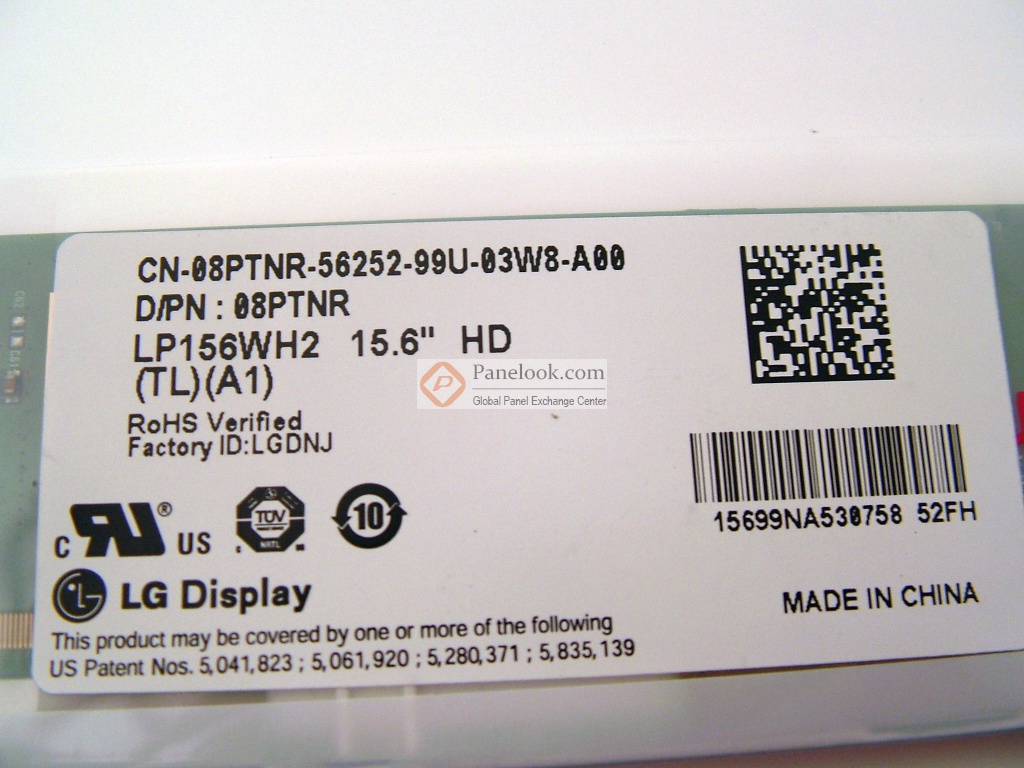 CN-08PTNR-56252-99U-03W8-A00
D/PN : 08PTNR
LP156WH2 15.6" HD
(TL)(A1)
Panelook.com
Global Panel Exchange Center
RoHS Verified
Factory ID:LGDNJ
15699NA530758 52FH
C UR ® US
TÜV
NRTL
10
LG Display
MADE IN CHINA
This product may be covered by one or more of the following
US Patent Nos. 5,041,823 ; 5,061,920 ; 5,280,371 ; 5,835,139